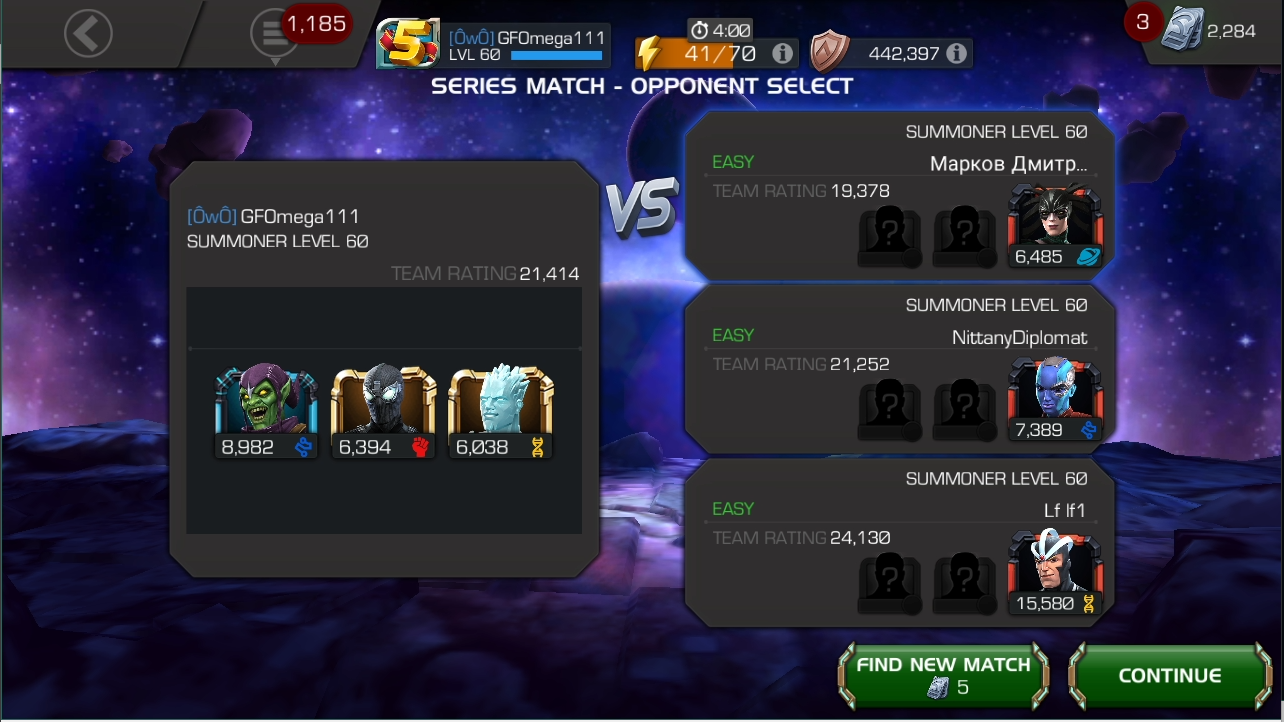 1,185
5
[ÔwÔ] GFOmega111
LVL 60
4:00
41/70
442,397
3
2,284
SERIES MATCH - OPPONENT SELECT
[ÔwÔ] GFOmega111
SUMMONER LEVEL 60
TEAM RATING 21,414
8,982
6,394
6,038
VS
SUMMONER LEVEL 60
EASY
Марков Дмитр...
TEAM RATING 19,378
? ?
6,485
SUMMONER LEVEL 60
EASY
NittanyDiplomat
TEAM RATING 21,252
? ?
7,389
SUMMONER LEVEL 60
EASY
Lf lf1
TEAM RATING 24,130
? ?
15,580
FIND NEW MATCH
5
CONTINUE